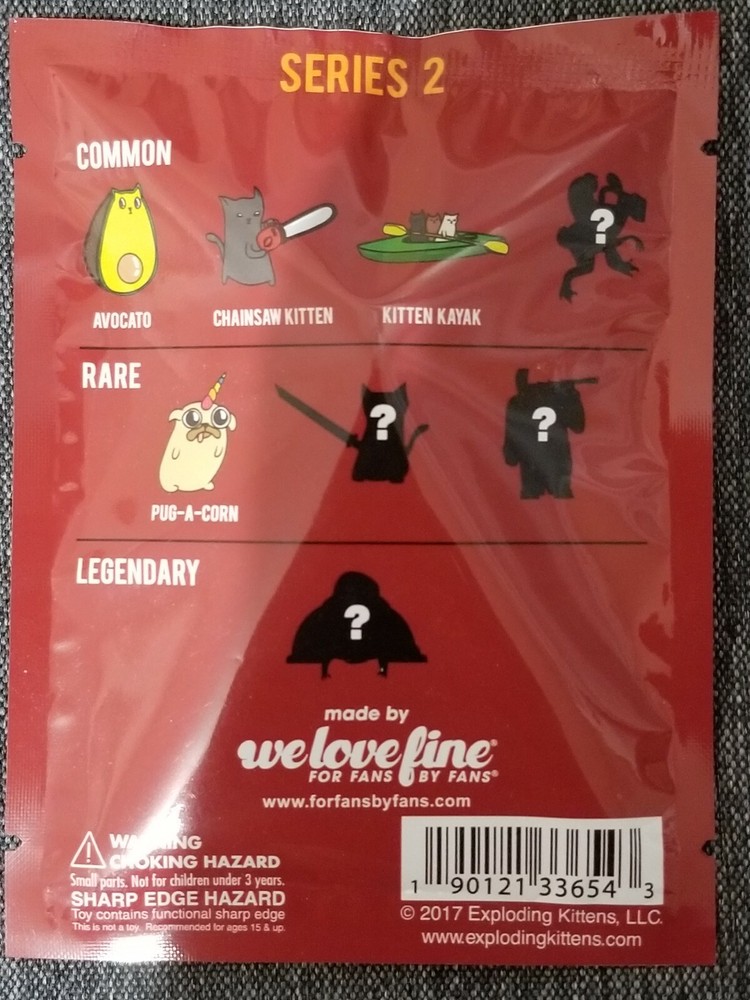 SERIES 2
COMMON
?
AVOCATO
CHAINSAW KITTEN
KITTEN KAYAK
RARE
? ?
PUG-A-CORN
LEGENDARY
?
made by
welovefine®
FOR FANS BY FANS®
www.forfansbyfans.com
WARNING
CHOKING HAZARD
Small parts. Not for children under 3 years.
SHARP EDGE HAZARD
Toy contains functional sharp edge
This is not a toy. Recommended for ages 15 & up.
1 90121 33654 3
© 2017 Exploding Kittens, LLC.
www.explodingkittens.com